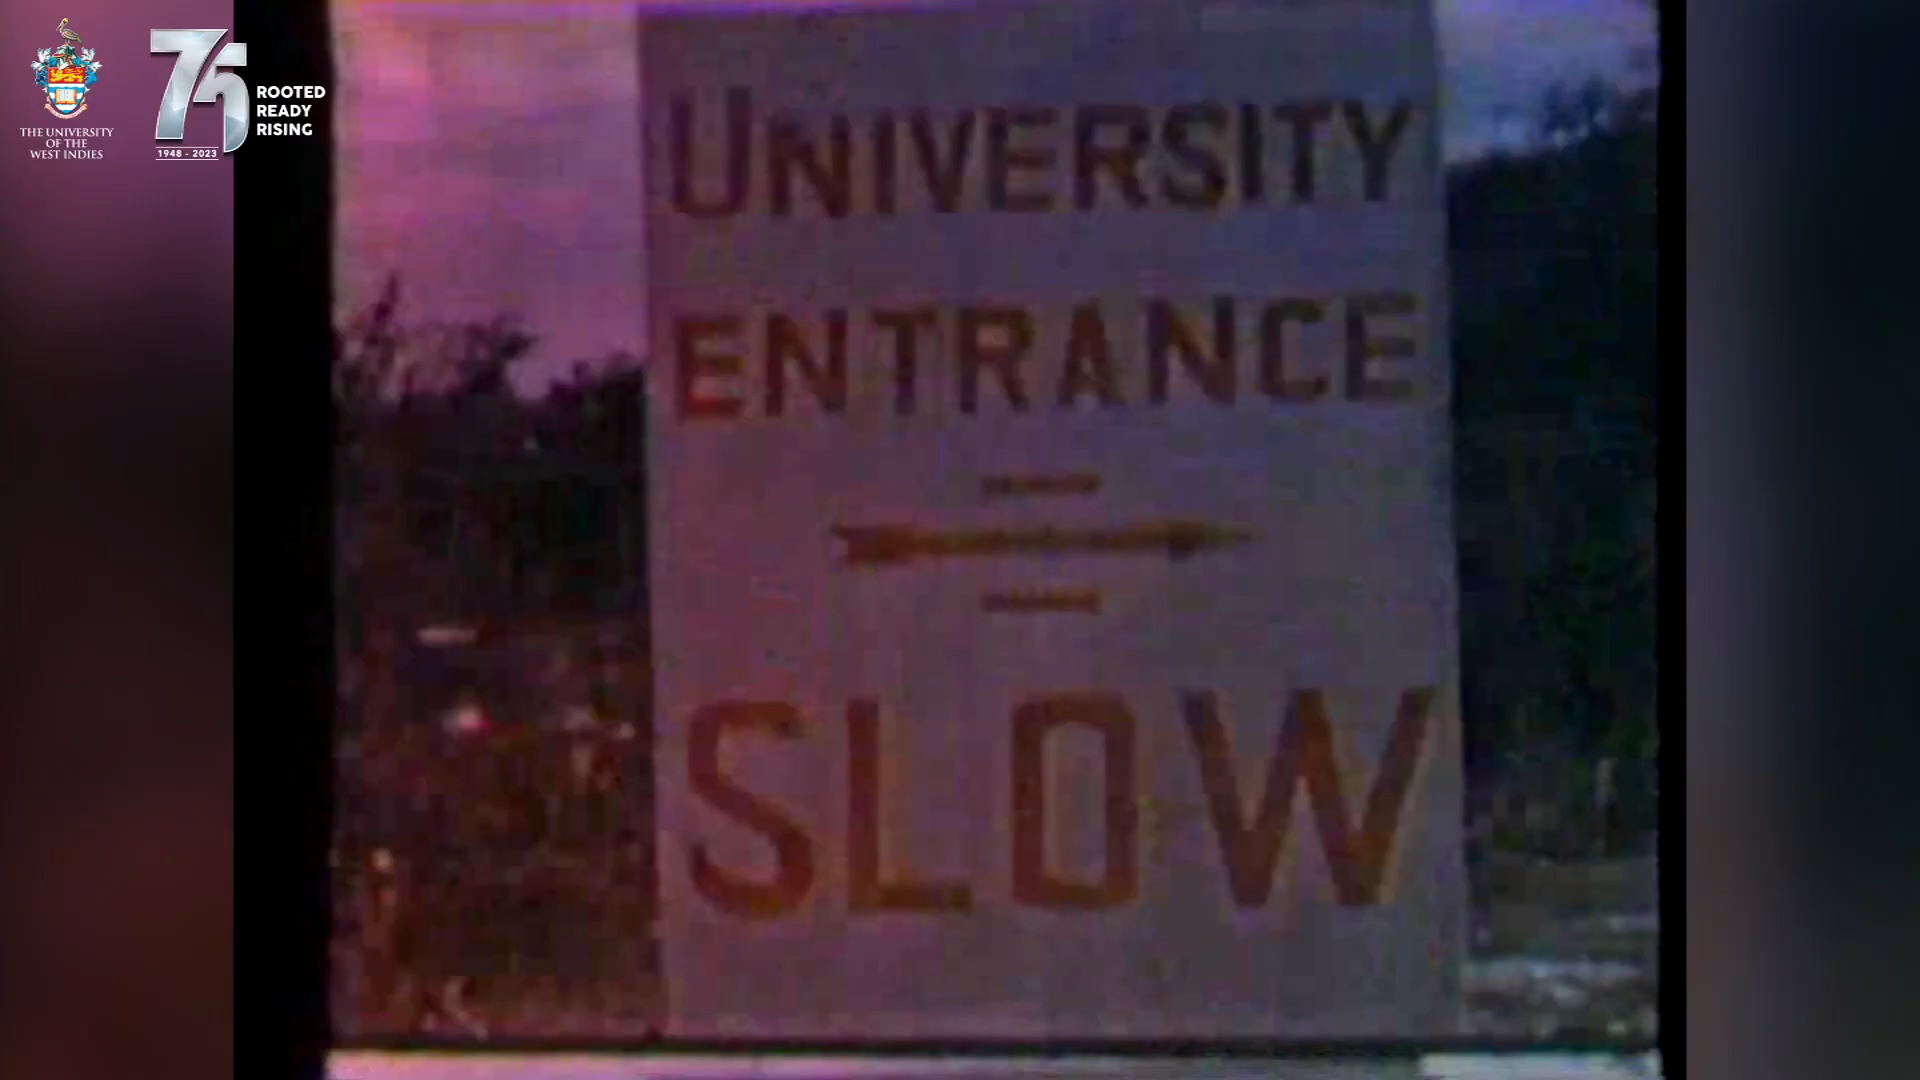 THE UNIVERSITY
OF THE
WEST INDIES
75
1948 - 2023
ROOTED
READY
RISING
UNIVERSITY
ENTRANCE
SLOW